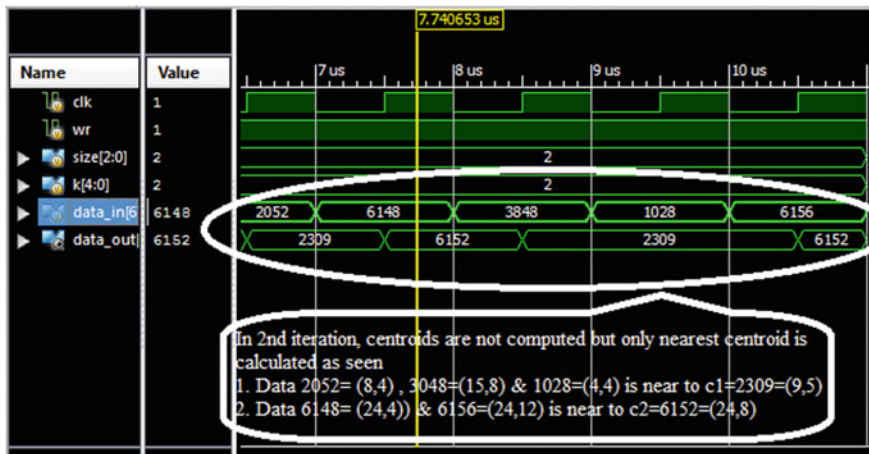 7.740653 us
Name Value
7 us 8 us 9 us 10 us
clk 1
wr 1
size[2:0] 2 2
k[4:0] 2 2
data_in[6 6148 2052 6148 3848 1028 6156
data_out[ 6152 2309 6152 2309 6152
In 2nd iteration, centroids are not computed but only nearest centroid is
calculated as seen
1. Data 2052= (8,4) , 3048=(15,8) & 1028=(4,4) is near to c1=2309=(9,5)
2. Data 6148= (24,4)) & 6156=(24,12) is near to c2=6152=(24,8)